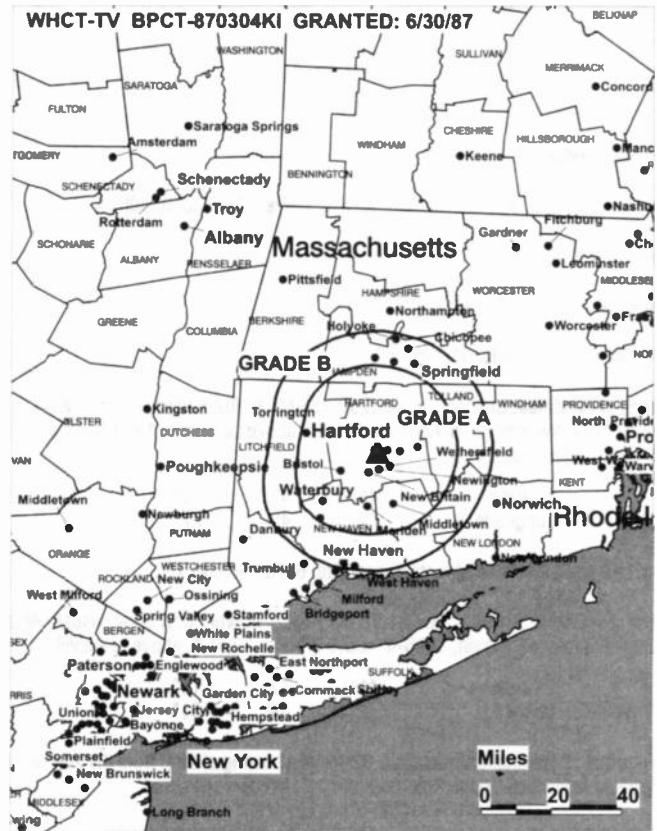 WHCT-TV BPCT-870304KI GRANTED: 6/30/87
BELKNAP
WASHINGTON
SULLIVAN
MERRIMACK
SARATOGA
Concord
FULTON
Saratoga Springs
WINDHAM
CHESHIRE
HILLSBOROUGH
Amsterdam
Keene
SCHENECTADY
Schenectady
BENNINGTON
Rotterdam
Troy
Albany
SCHOHARIE
ALBANY
RENSSELAER
Massachusetts
Gardner
Fitchburg
Leominster
Pittsfield
HAMPSHIRE
WORCESTER
GREENE
COLUMBIA
BERKSHIRE
Northampton
Holyoke
Chicopee
Worcester
GRADE B
HAMPDEN
Springfield
HARTFORD
TOLLAND
WINDHAM
PROVIDENCE
Kingston
DUTCHESS
Torrington
GRADE A
Hartford
LITCHFIELD
Wethersfield
KENT
Poughkeepsie
Bristol
Newington
Waterbury
New Britain
Norwich
Middletown
Newburgh
PUTNAM
NEW HAVEN
Meriden
Middletown
ORANGE
Danbury
New Haven
NEW LONDON
New London
WESTCHESTER
Trumbull
West Haven
ROCKLAND
New City
Ossining
Milford
West Milford
Bridgeport
Spring Valley
Stamford
BERGEN
White Plains
New Rochelle
Paterson
Englewood
East Northport
SUFFOLK
Newark
Garden City
Commack
Shirley
Union
Jersey City
Bayonne
Hempstead
Plainfield
Somerset
New York
Miles
New Brunswick
MIDDLESEX
0 20 40
Long Branch